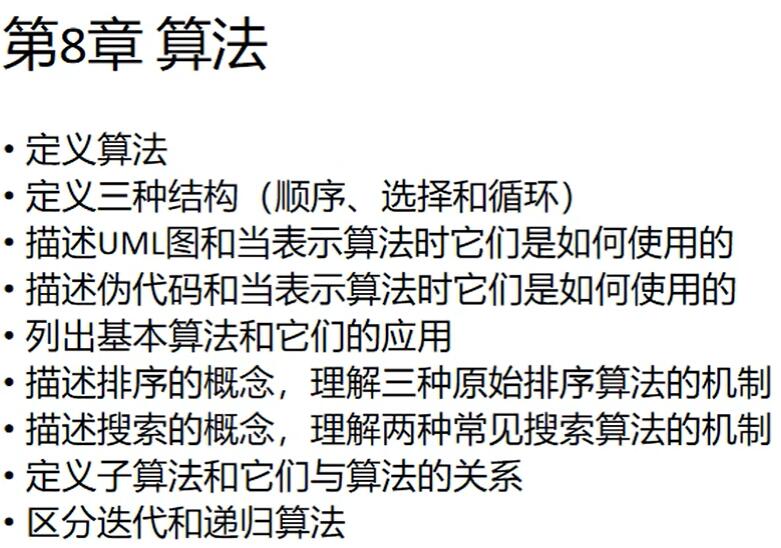 第8章 算法
• 定义算法
• 定义三种结构（顺序、选择和循环）
• 描述UML图和当表示算法时它们是如何使用的
• 描述伪代码和当表示算法时它们是如何使用的
• 列出基本算法和它们的应用
• 描述排序的概念，理解三种原始排序算法的机制
• 描述搜索的概念，理解两种常见搜索算法的机制
• 定义子算法和它们与算法的关系
• 区分迭代和递归算法